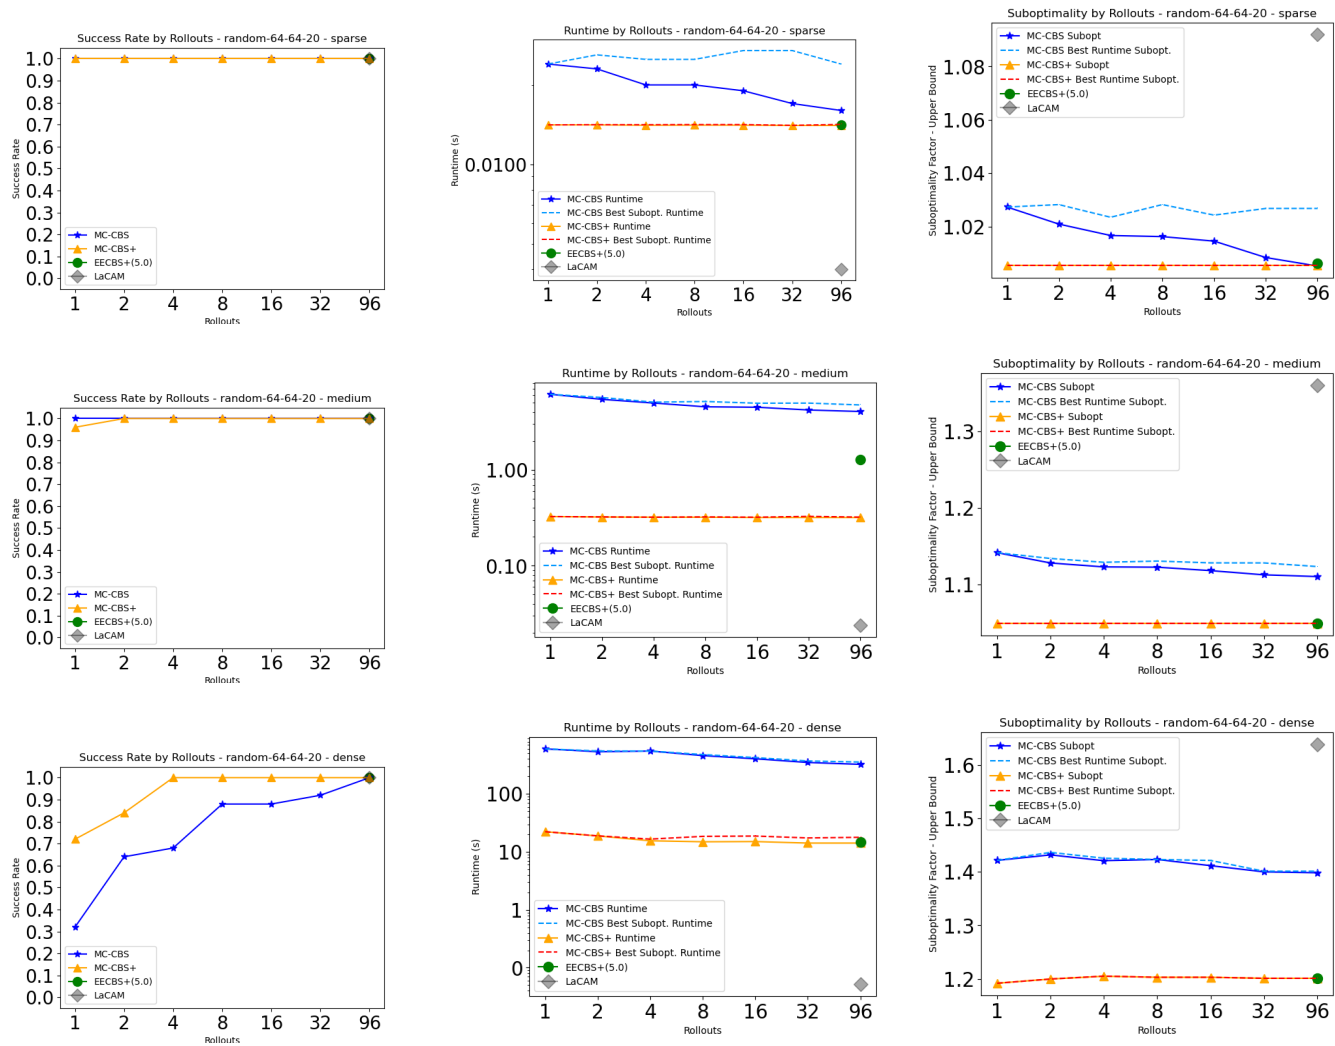 Success Rate by Rollouts - random-64-64-20 - sparse
Success Rate
1.0
0.9
0.8
0.7
0.6
0.5
0.4
0.3
0.2
0.1
0.0
MC-CBS
MC-CBS+
EECBS+(5.0)
LaCAM
1 2 4 8 16 32 96
Rollouts
Runtime by Rollouts - random-64-64-20 - sparse
Runtime (s)
0.0100
MC-CBS Runtime
MC-CBS Best Subopt. Runtime
MC-CBS+ Runtime
MC-CBS+ Best Subopt. Runtime
EECBS+(5.0)
LaCAM
1 2 4 8 16 32 96
Rollouts
Suboptimality by Rollouts - random-64-64-20 - sparse
Suboptimality Factor - Upper Bound
1.08
1.06
1.04
1.02
MC-CBS Subopt
MC-CBS Best Runtime Subopt.
MC-CBS+ Subopt
MC-CBS+ Best Runtime Subopt.
EECBS+(5.0)
LaCAM
1 2 4 8 16 32 96
Rollouts
Success Rate by Rollouts - random-64-64-20 - medium
Success Rate
1.0
0.9
0.8
0.7
0.6
0.5
0.4
0.3
0.2
0.1
0.0
MC-CBS
MC-CBS+
EECBS+(5.0)
LaCAM
1 2 4 8 16 32 96
Rollouts
Runtime by Rollouts - random-64-64-20 - medium
Runtime (s)
1.00
0.10
MC-CBS Runtime
MC-CBS Best Subopt. Runtime
MC-CBS+ Runtime
MC-CBS+ Best Subopt. Runtime
EECBS+(5.0)
LaCAM
1 2 4 8 16 32 96
Rollouts
Suboptimality by Rollouts - random-64-64-20 - medium
Suboptimality Factor - Upper Bound
1.3
1.2
1.1
MC-CBS Subopt
MC-CBS Best Runtime Subopt.
MC-CBS+ Subopt
MC-CBS+ Best Runtime Subopt.
EECBS+(5.0)
LaCAM
1 2 4 8 16 32 96
Rollouts
Success Rate by Rollouts - random-64-64-20 - dense
Success Rate
1.0
0.9
0.8
0.7
0.6
0.5
0.4
0.3
0.2
0.1
0.0
MC-CBS
MC-CBS+
EECBS+(5.0)
LaCAM
1 2 4 8 16 32 96
Rollouts
Runtime by Rollouts - random-64-64-20 - dense
Runtime (s)
100
10
1
0
MC-CBS Runtime
MC-CBS Best Subopt. Runtime
MC-CBS+ Runtime
MC-CBS+ Best Subopt. Runtime
EECBS+(5.0)
LaCAM
1 2 4 8 16 32 96
Rollouts
Suboptimality by Rollouts - random-64-64-20 - dense
Suboptimality Factor - Upper Bound
1.6
1.5
1.4
1.3
1.2
MC-CBS Subopt
MC-CBS Best Runtime Subopt.
MC-CBS+ Subopt
MC-CBS+ Best Runtime Subopt.
EECBS+(5.0)
LaCAM
1 2 4 8 16 32 96
Rollouts